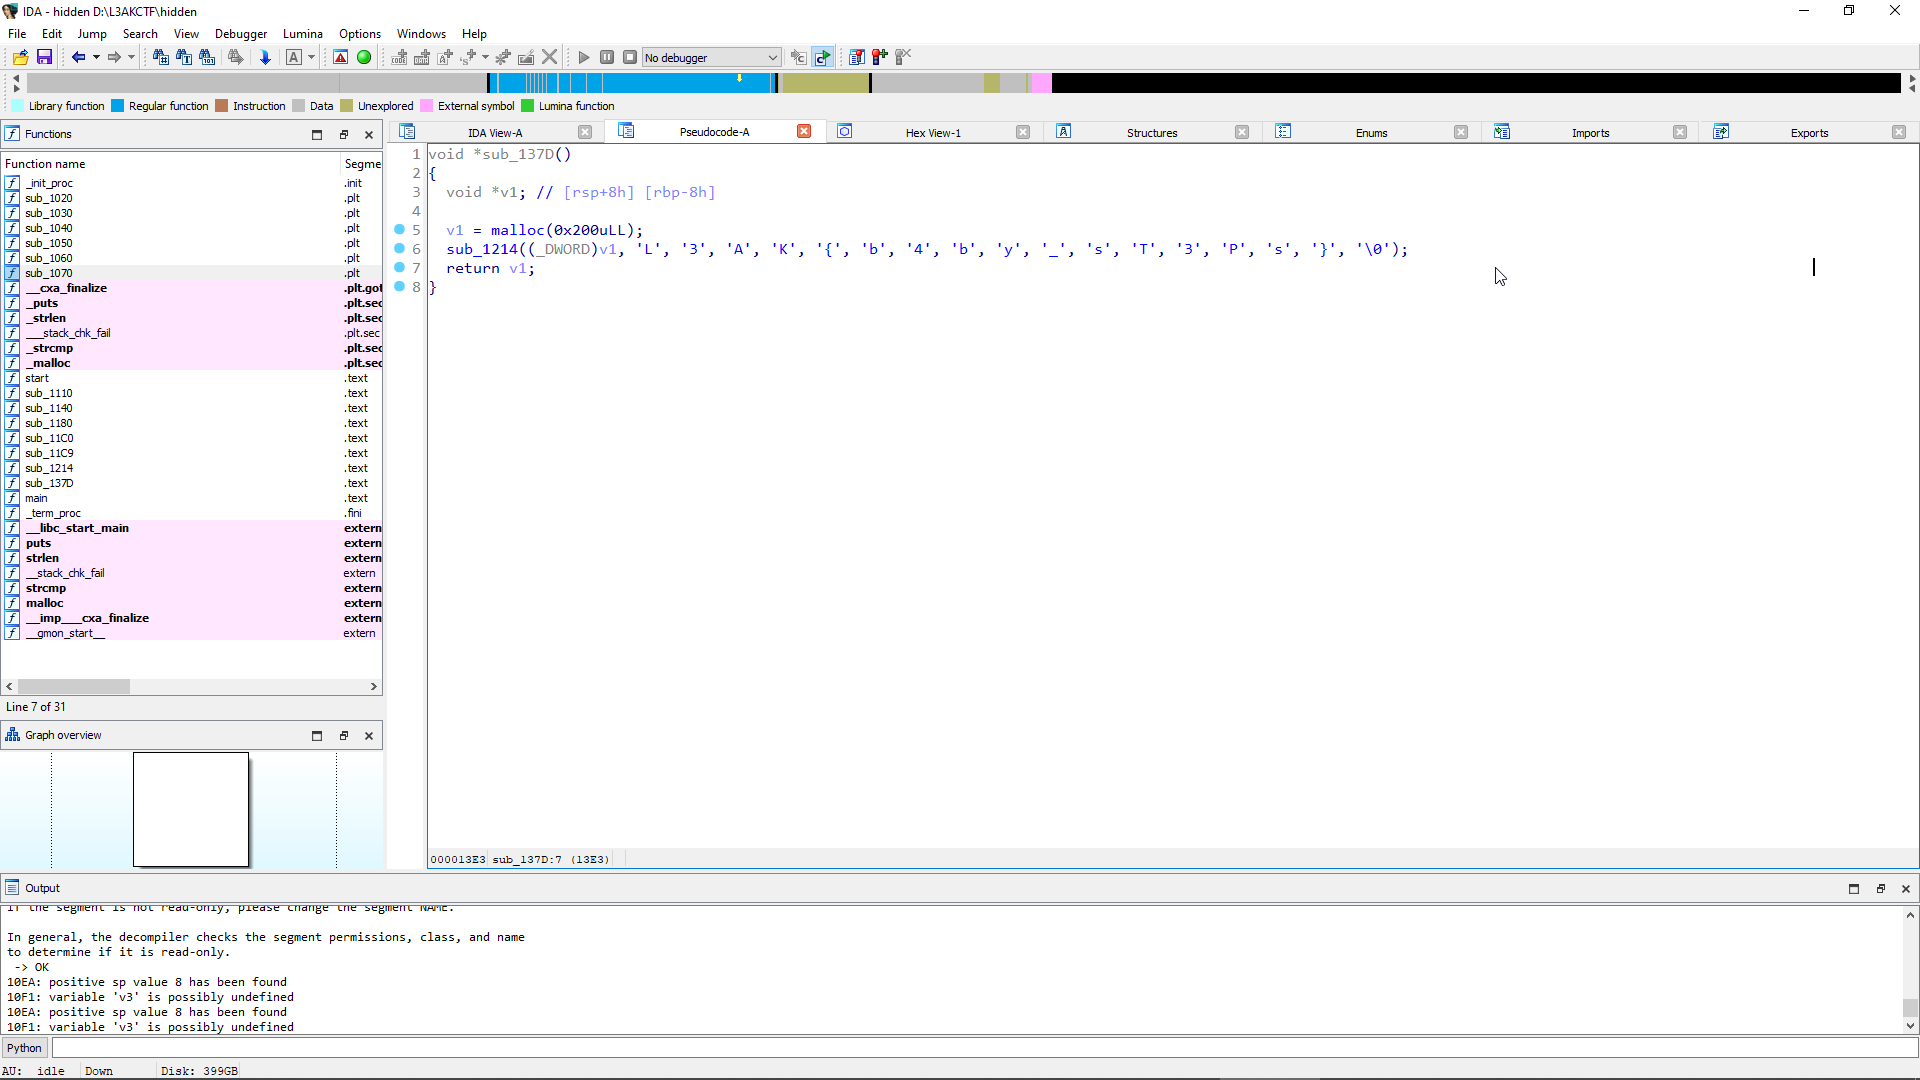 IDA - hidden D:\L3AKCTF\hidden
File Edit Jump Search View Debugger Lumina Options Windows Help
No debugger
Library function Regular function Instruction Data Unexplored External symbol Lumina function
Functions
IDA View-A Pseudocode-A Hex View-1 Structures Enums Imports Exports
Function name Segme
_init_proc .init
sub_1020 .plt
sub_1030 .plt
sub_1040 .plt
sub_1050 .plt
sub_1060 .plt
sub_1070 .plt
__cxa_finalize .plt.got
_puts .plt.sec
_strlen .plt.sec
___stack_chk_fail .plt.sec
_strcmp .plt.sec
_malloc .plt.sec
start .text
sub_1110 .text
sub_1140 .text
sub_1180 .text
sub_11C0 .text
sub_11C9 .text
sub_1214 .text
sub_137D .text
main .text
_term_proc .fini
__libc_start_main extern
puts extern
strlen extern
__stack_chk_fail extern
strcmp extern
malloc extern
__imp___cxa_finalize extern
__gmon_start__ extern
Line 7 of 31
Graph overview
1 void *sub_137D()
2 {
3 void *v1; // [rsp+8h] [rbp-8h]
4
5 v1 = malloc(0x200uLL);
6 sub_1214((_DWORD)v1, 'L', '3', 'A', 'K', '{', 'b', '4', 'b', 'y', '_', 's', 'T', '3', 'P', 's', '}', '\0');
7 return v1;
8 }
000013E3 sub_137D:7 (13E3)
Output
If the segment is not read-only, please change the segment NAME.
In general, the decompiler checks the segment permissions, class, and name
to determine if it is read-only.
-> OK
10EA: positive sp value 8 has been found
10F1: variable 'v3' is possibly undefined
10EA: positive sp value 8 has been found
10F1: variable 'v3' is possibly undefined
Python
AU: idle Down Disk: 399GB